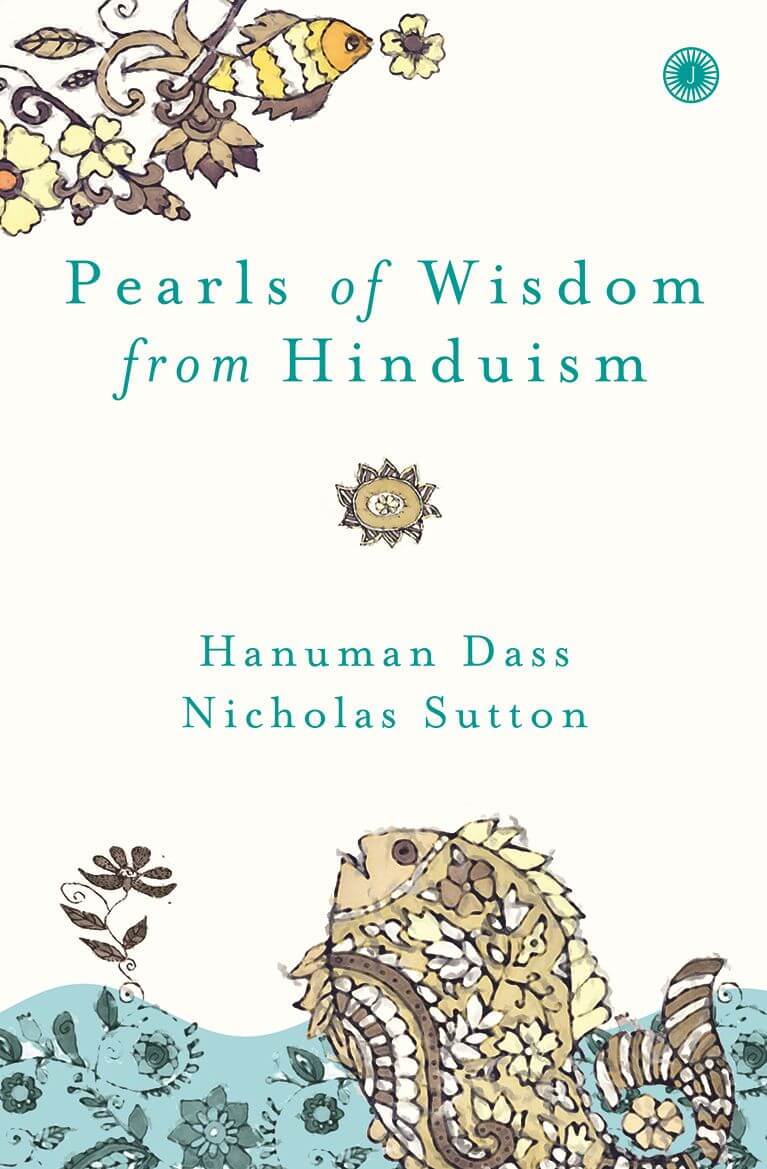 J
Pearls of Wisdom
from Hinduism
Hanuman Dass
Nicholas Sutton